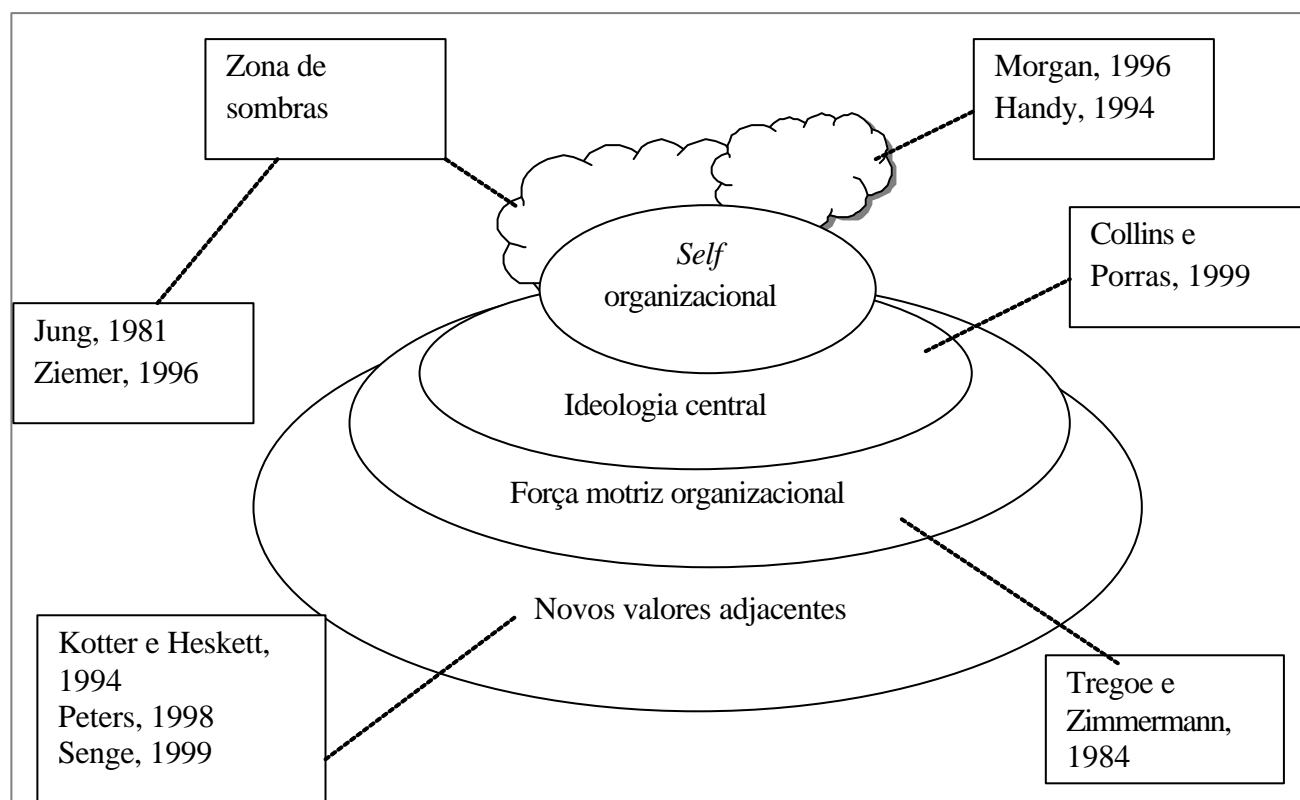 Zona de
sombras
Morgan, 1996
Handy, 1994
Collins e
Porras, 1999
Self
organizacional
Jung, 1981
Ziemer, 1996
Ideologia central
Força motriz organizacional
Novos valores adjacentes
Kotter e Heskett,
1994
Peters, 1998
Senge, 1999
Tregoe e
Zimmermann,
1984